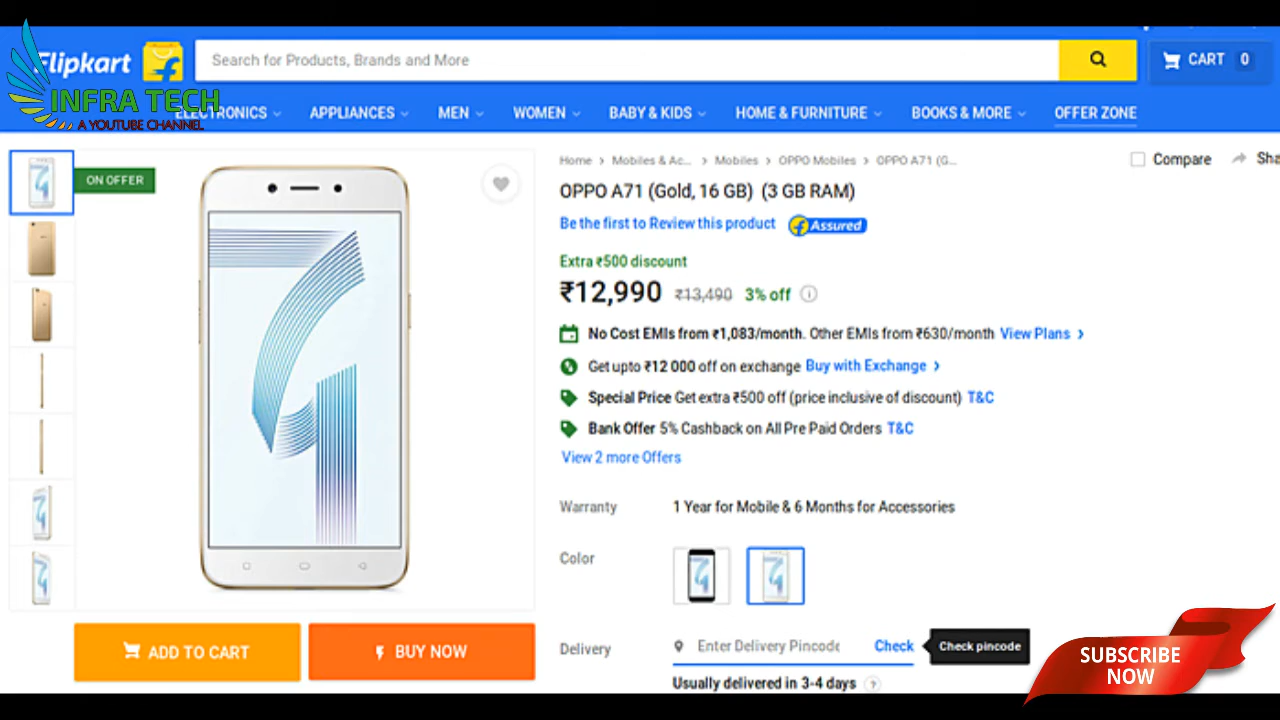 Flipkart
INFRA TECH
A YOUTUBE CHANNEL
Search for Products, Brands and More
CART 0
ELECTRONICS APPLIANCES MEN WOMEN BABY & KIDS HOME & FURNITURE BOOKS & MORE OFFER ZONE
ON OFFER
Home > Mobiles & Ac... > Mobiles > OPPO Mobiles > OPPO A71 (G...
Compare
OPPO A71 (Gold, 16 GB) (3 GB RAM)
Be the first to Review this product
Assured
Extra ₹500 discount
₹12,990 ₹13,490 3% off
No Cost EMIs from ₹1,083/month. Other EMIs from ₹630/month View Plans >
Get upto ₹12 000 off on exchange Buy with Exchange >
Special Price Get extra ₹500 off (price inclusive of discount) T&C
Bank Offer 5% Cashback on All Pre Paid Orders T&C
View 2 more Offers
Warranty 1 Year for Mobile & 6 Months for Accessories
Color
Delivery Enter Delivery Pincode Check Check pincode
Usually delivered in 3-4 days ?
ADD TO CART
BUY NOW
SUBSCRIBE
NOW